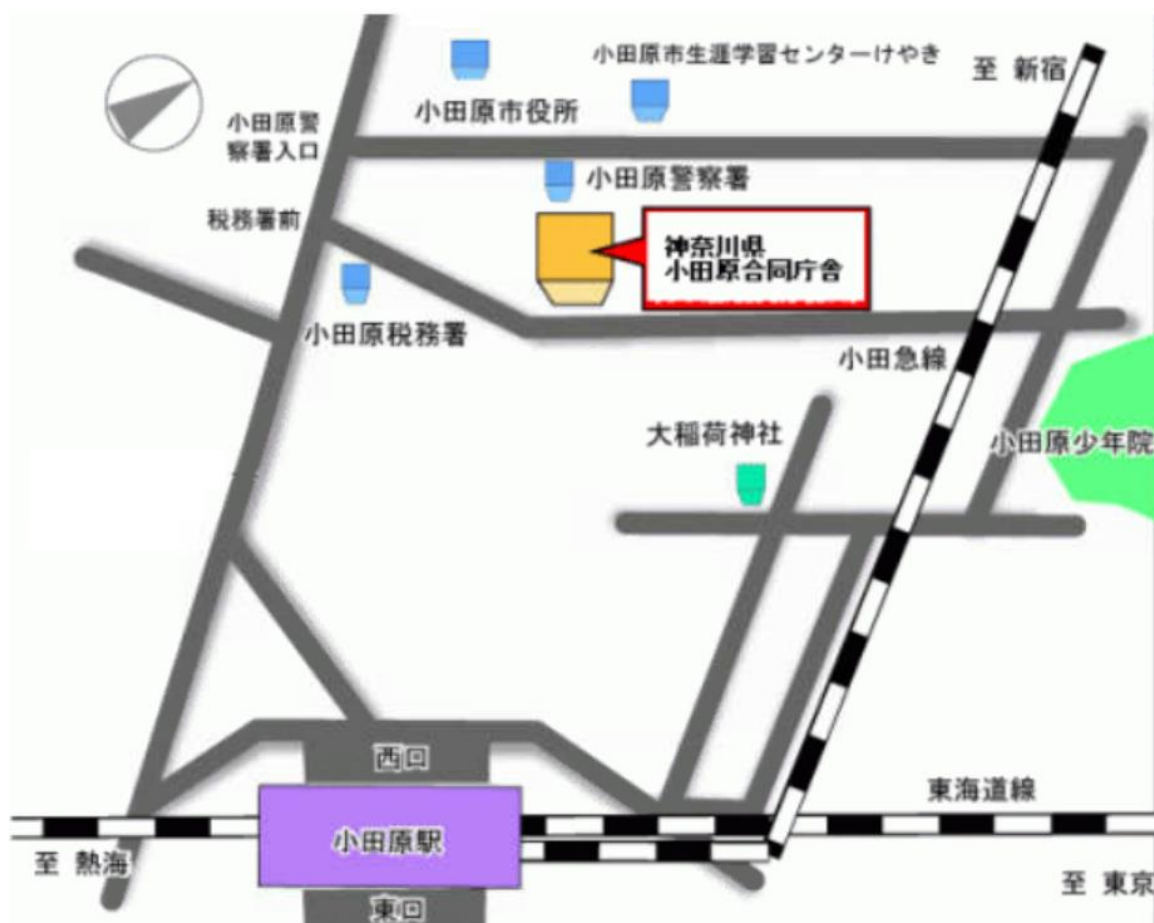 小田原市生涯学習センターけやき
至 新宿
小田原市役所
小田原警
察署入口
小田原警察署
税務署前
神奈川県
小田原合同庁舎
小田原税務署
小田急線
大稲荷神社
小田原少年院
西口
東海道線
小田原駅
至 熱海
至 東京
東口